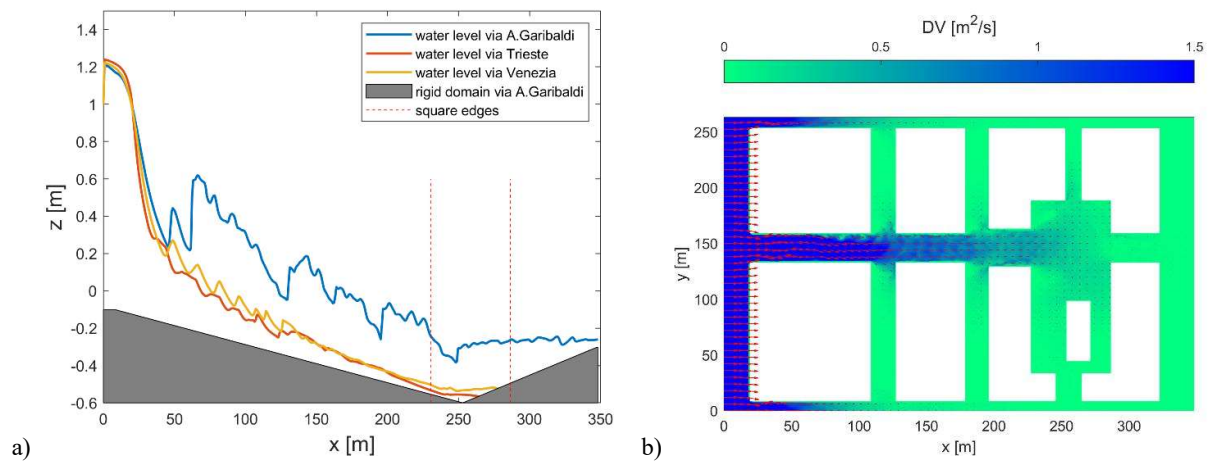 1.4
1.2
1
0.8
0.6
0.4
0.2
0
-0.2
-0.4
-0.6
z [m]
0 50 100 150 200 250 300 350
x [m]
water level via A.Garibaldi
water level via Trieste
water level via Venezia
rigid domain via A.Garibaldi
square edges
a)
DV [m²/s]
0 0.5 1 1.5
250
200
150
100
50
0
y [m]
0 50 100 150 200 250 300
x [m]
b)